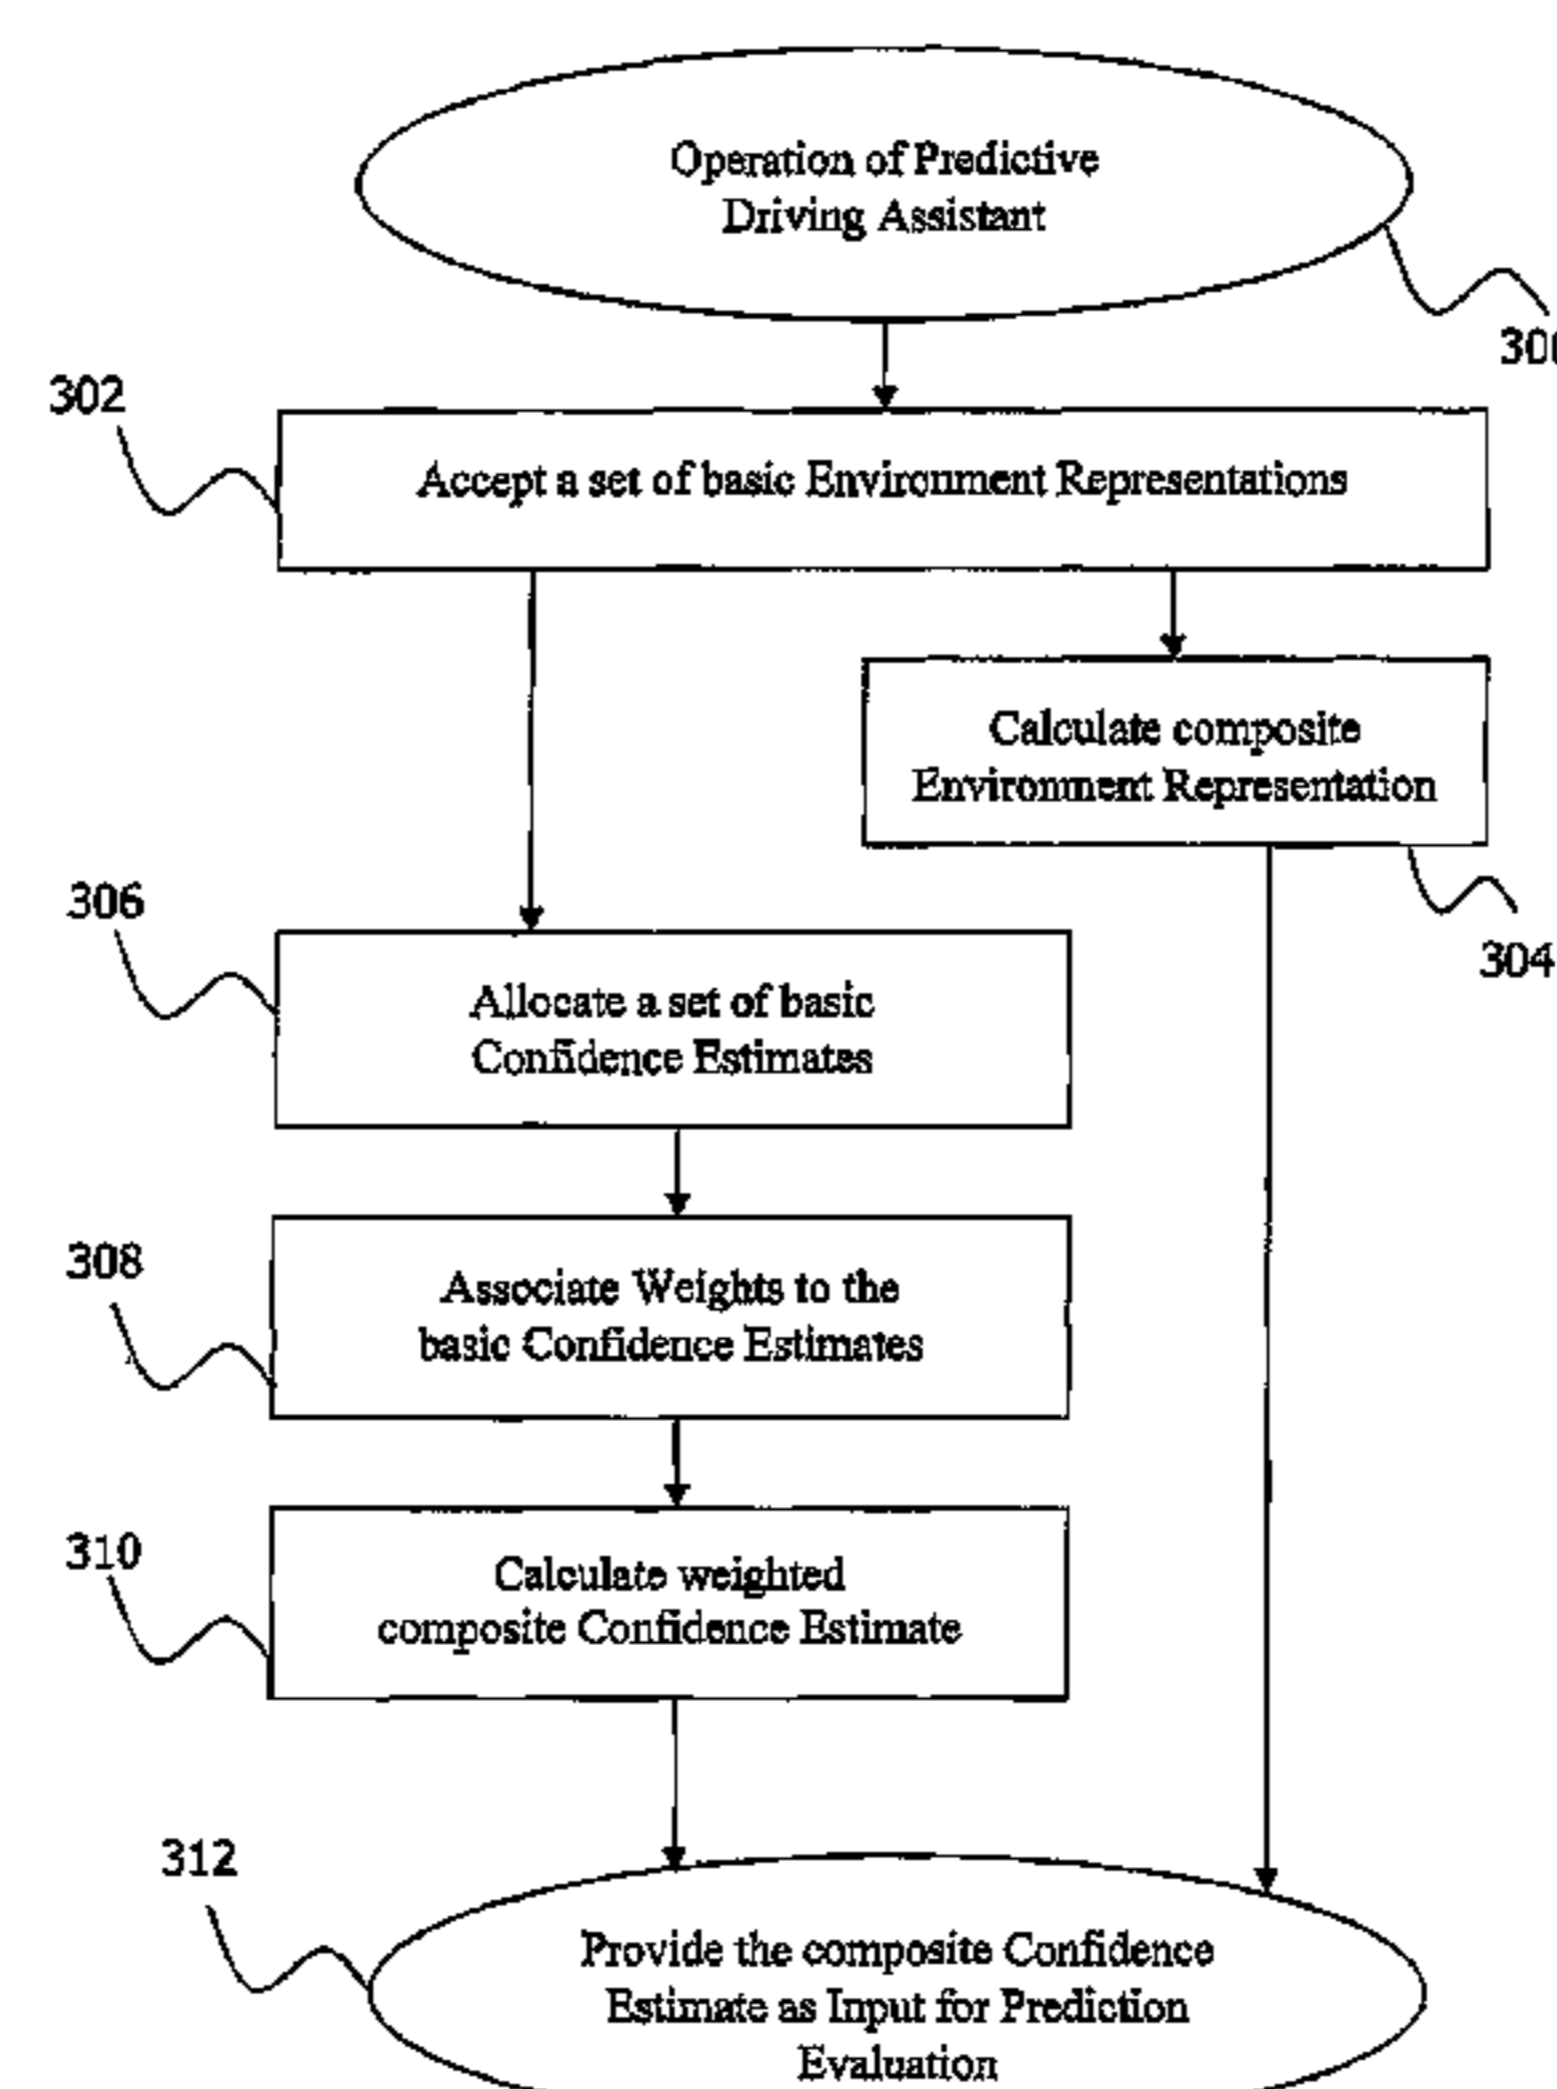 Operation of Predictive
Driving Assistant
302
Accept a set of basic Environment Representations
Calculate composite
Environment Representation
304
306
Allocate a set of basic
Confidence Estimates
308
Associate Weights to the
basic Confidence Estimates
310
Calculate weighted
composite Confidence Estimate
312
Provide the composite Confidence
Estimate as Input for Prediction
Evaluation